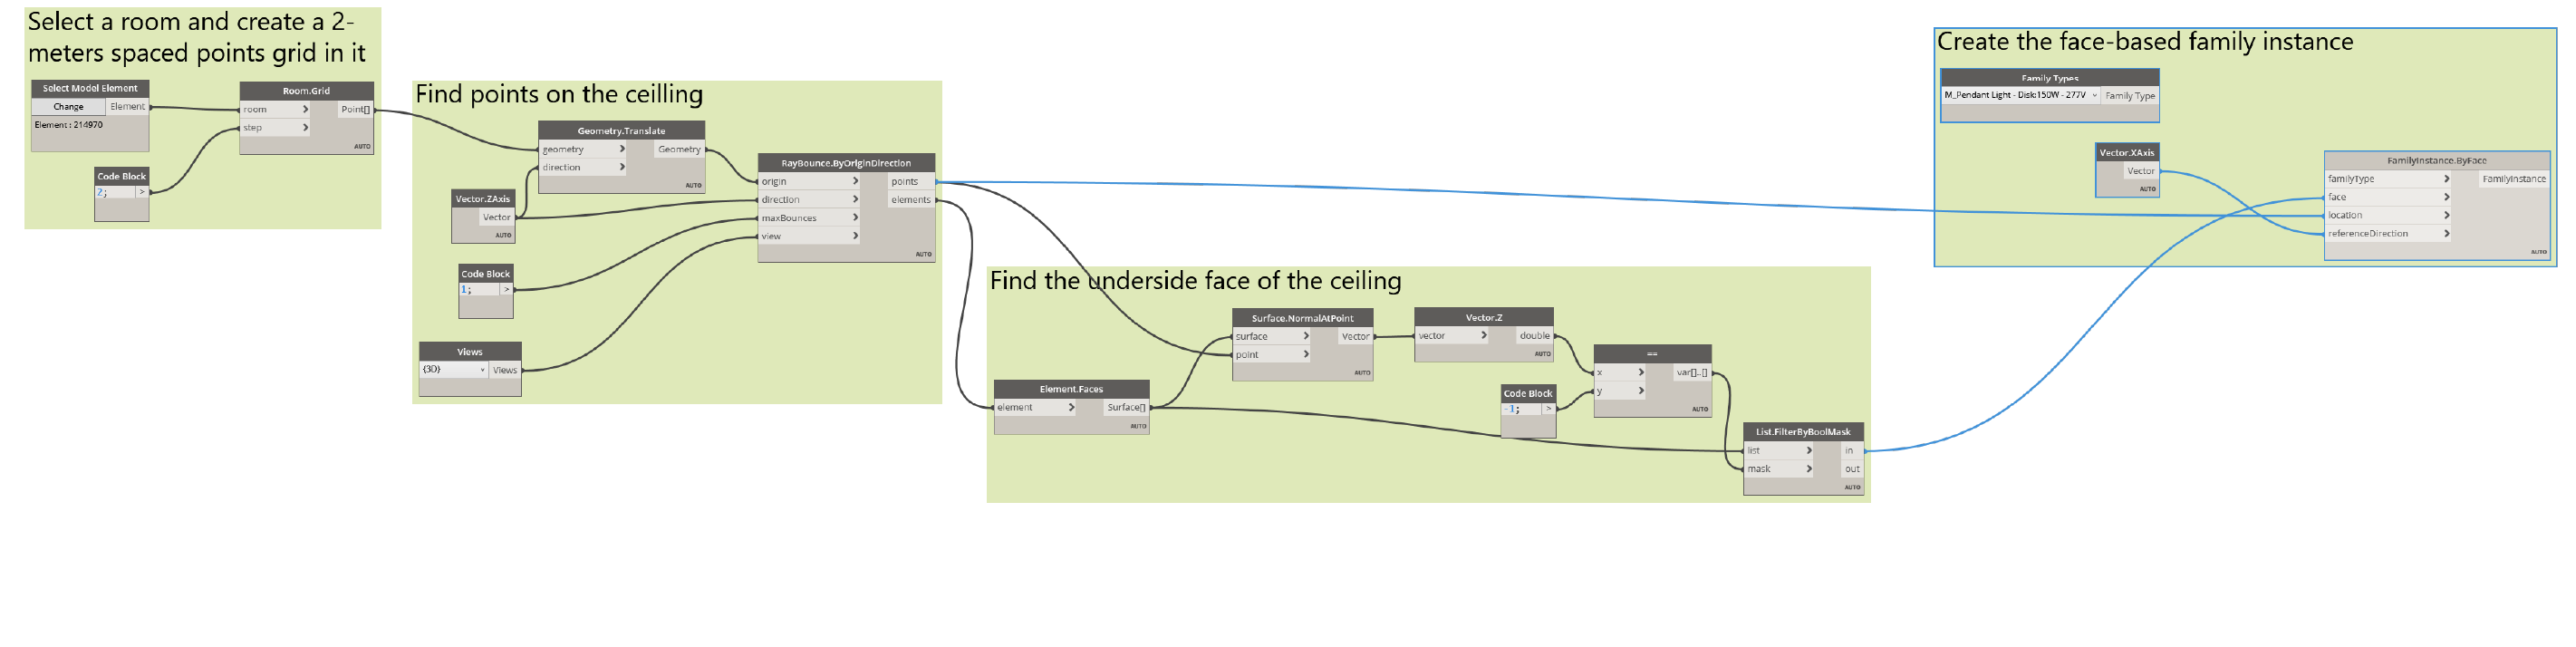 Select a room and create a 2-
meters spaced points grid in it
Select Model Element
Change Element
Element : 214970
Code Block
2; >
Room.Grid
room > Point[]
step >
AUTO
Find points on the ceilling
Geometry.Translate
geometry > Geometry
direction >
AUTO
Vector.ZAxis
Vector
AUTO
Code Block
1; >
Views
{3D} Views
RayBounce.ByOriginDirection
origin > points
direction > elements
maxBounces >
view >
AUTO
Find the underside face of the ceiling
Element.Faces
element > Surface[]
AUTO
Surface.NormalAtPoint
surface > Vector
point >
AUTO
Vector.Z
vector > double
AUTO
Code Block
-1; >
==
x > var[]..[]
y >
AUTO
List.FilterByBoolMask
list > in
mask > out
AUTO
Create the face-based family instance
Family Types
M_Pendant Light - Disk:150W - 277V Family Type
Vector.XAxis
Vector
AUTO
FamilyInstance.ByFace
familyType > FamilyInstance
face >
location >
referenceDirection >
AUTO